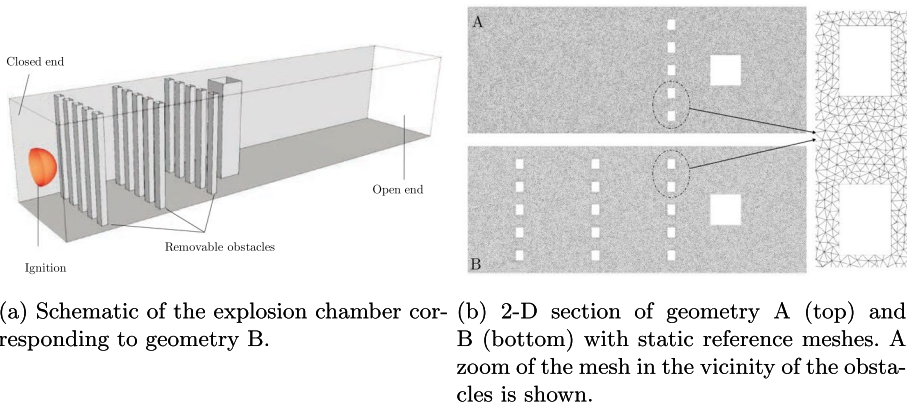 Closed end
Open end
Removable obstacles
Ignition
A
B
(a) Schematic of the explosion chamber cor-
responding to geometry B.
(b) 2-D section of geometry A (top) and
B (bottom) with static reference meshes. A
zoom of the mesh in the vicinity of the obsta-
cles is shown.